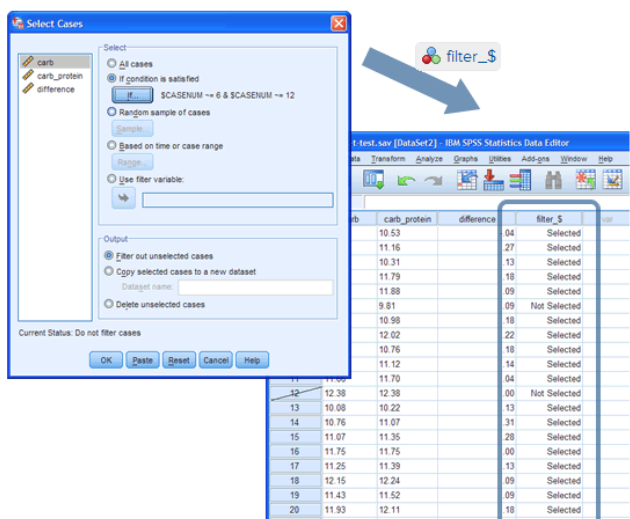 Select Cases
carb
carb_protein
difference
Select
All cases
If condition is satisfied
If... $CASENUM ~= 6 & $CASENUM ~= 12
Random sample of cases
Sample...
Based on time or case range
Range...
Use filter variable:
Output
Filter out unselected cases
Copy selected cases to a new dataset
Dataset name:
Delete unselected cases
Current Status: Do not filter cases
OK Paste Reset Cancel Help
filter_$
t-test.sav [DataSet2] - IBM SPSS Statistics Data Editor
ata Transform Analyze Graphs Utilities Add-ons Window Help
rb carb_protein difference filter_$ var
10.53 .04 Selected
11.16 .27 Selected
10.31 .13 Selected
11.79 .18 Selected
11.88 .09 Selected
9.81 .09 Not Selected
10.98 .18 Selected
12.02 .22 Selected
10.76 .18 Selected
11.12 .14 Selected
11 11.66 11.70 .04 Selected
12 12.38 12.38 .00 Not Selected
13 10.08 10.22 .13 Selected
14 10.76 11.07 .31 Selected
15 11.07 11.35 .28 Selected
16 11.75 11.75 .00 Selected
17 11.25 11.39 .13 Selected
18 12.15 12.24 .09 Selected
19 11.43 11.52 .09 Selected
20 11.93 12.11 .18 Selected